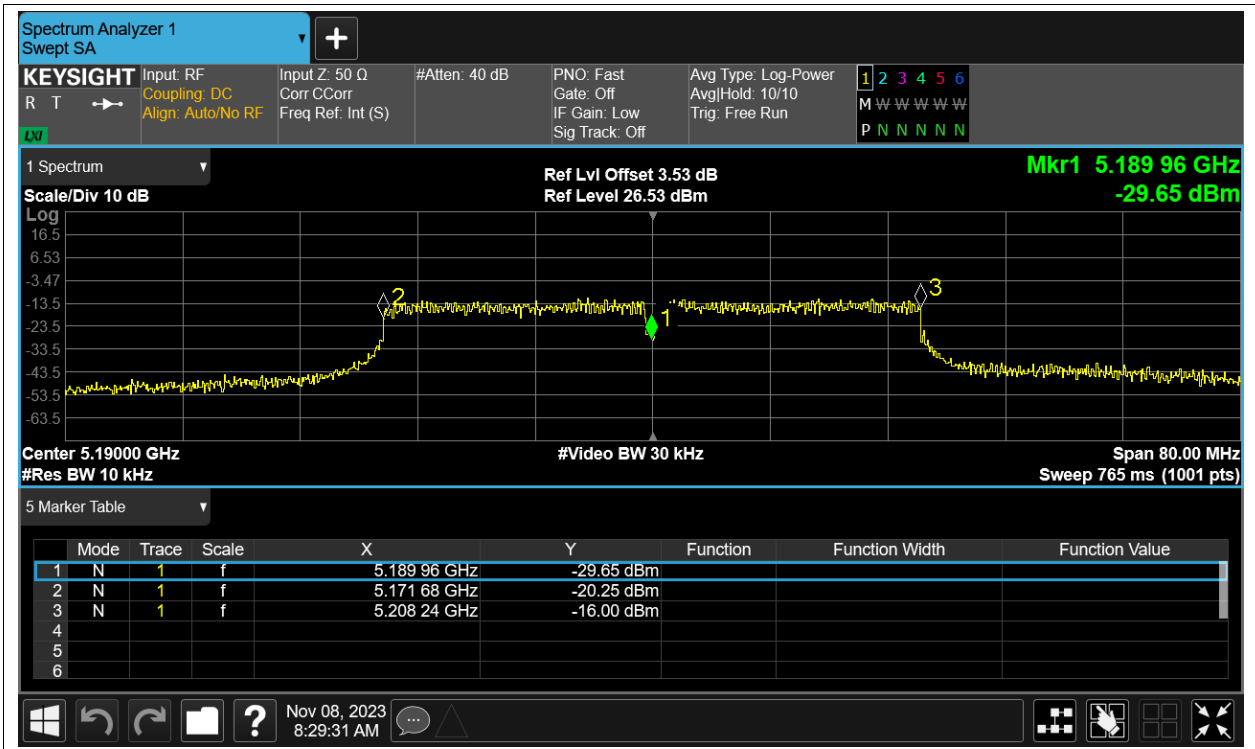 Spectrum Analyzer 1
Swept SA
KEYSIGHT
R T
LXI
Input: RF
Coupling: DC
Align: Auto/No RF
Input Z: 50 Ω
Corr CCorr
Freq Ref: Int (S)
#Atten: 40 dB
PNO: Fast
Gate: Off
IF Gain: Low
Sig Track: Off
Avg Type: Log-Power
Avg|Hold: 10/10
Trig: Free Run
1 2 3 4 5 6
M W W W W W
P N N N N N
1 Spectrum
Scale/Div 10 dB
Ref Lvl Offset 3.53 dB
Ref Level 26.53 dBm
Mkr1 5.189 96 GHz
-29.65 dBm
Log
16.5
6.53
-3.47
-13.5
-23.5
-33.5
-43.5
-53.5
-63.5
2
1
3
Center 5.19000 GHz
#Res BW 10 kHz
#Video BW 30 kHz
Span 80.00 MHz
Sweep 765 ms (1001 pts)
5 Marker Table
Mode Trace Scale X Y Function Function Width Function Value
1 N 1 f 5.189 96 GHz -29.65 dBm
2 N 1 f 5.171 68 GHz -20.25 dBm
3 N 1 f 5.208 24 GHz -16.00 dBm
4
5
6
?
Nov 08, 2023
8:29:31 AM